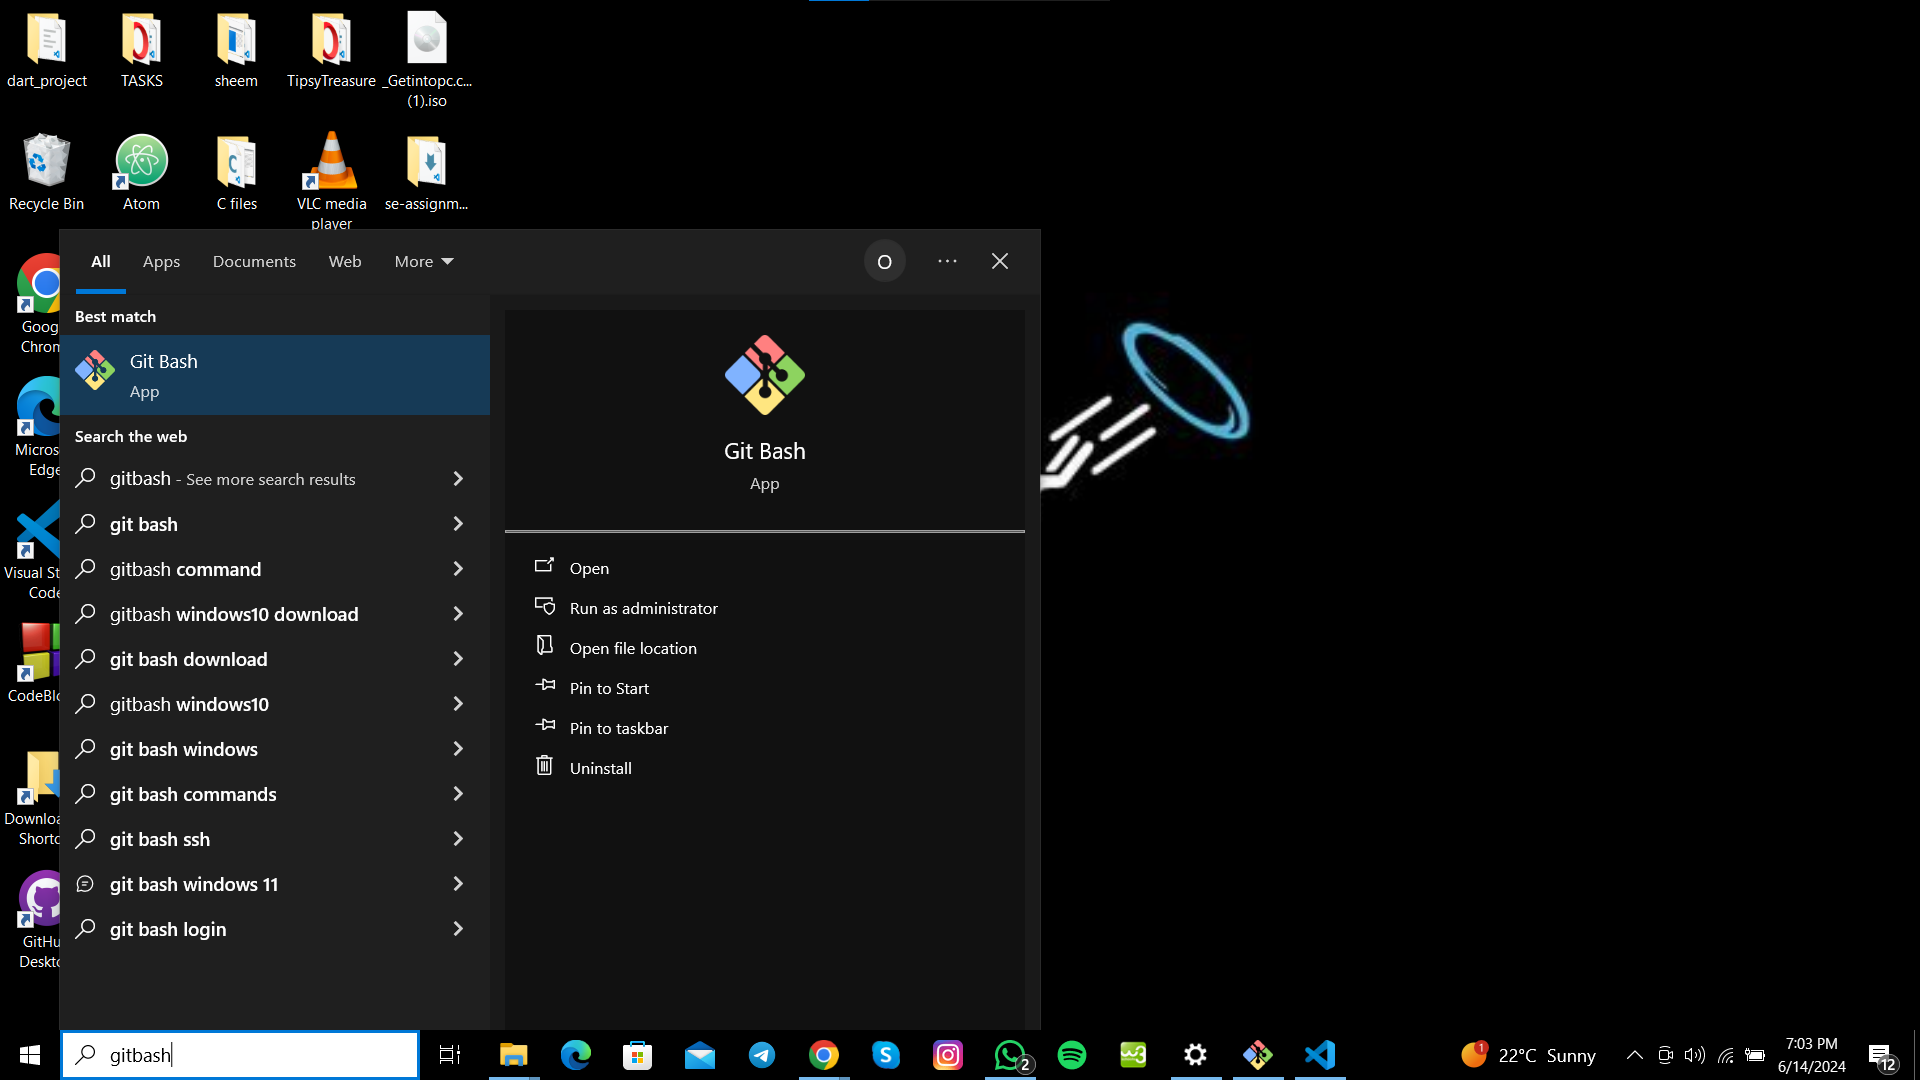 dart_project
TASKS
sheem
TipsyTreasure
_Getintopc.c...
(1).iso
Recycle Bin
Atom
C files
VLC media
player
se-assignm...
Goog
Chrom
Micros
Edge
Visual St
Code
CodeBlo
Downloa
Shortc
GitHu
Deskto
All
Apps
Documents
Web
More
O
Best match
Git Bash
App
Search the web
gitbash - See more search results
git bash
gitbash command
gitbash windows10 download
git bash download
gitbash windows10
git bash windows
git bash commands
git bash ssh
git bash windows 11
git bash login
Git Bash
App
Open
Run as administrator
Open file location
Pin to Start
Pin to taskbar
Uninstall
gitbash
2
1
22°C Sunny
7:03 PM
6/14/2024
12